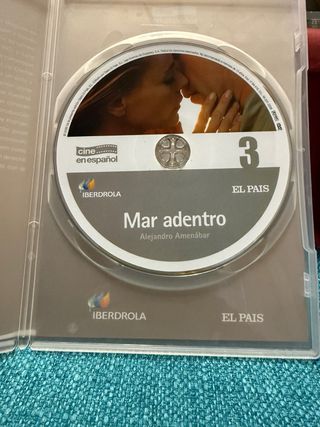 cine
en español
3
IBERDROLA
EL PAIS
Mar adentro
Alejandro Amenábar
IBERDROLA
EL PAIS